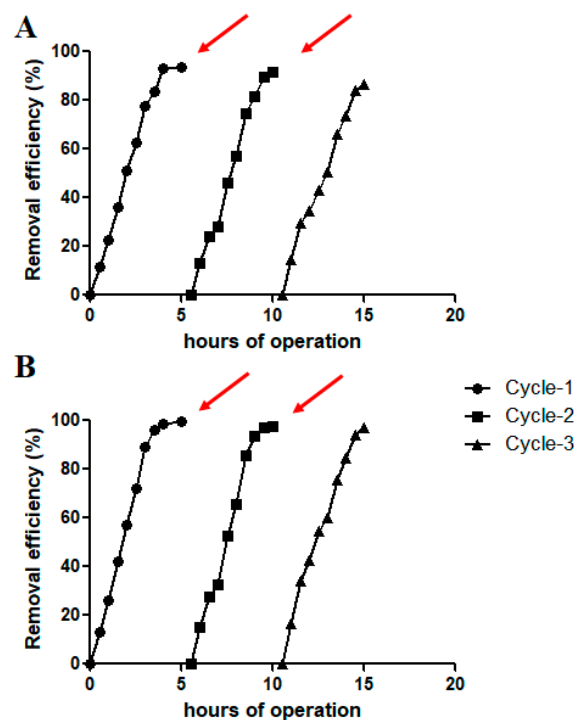 A
Removal efficiency (%)
100
80
60
40
20
0
0 5 10 15 20
hours of operation
B
Removal efficiency (%)
100
80
60
40
20
0
0 5 10 15 20
hours of operation
Cycle-1
Cycle-2
Cycle-3